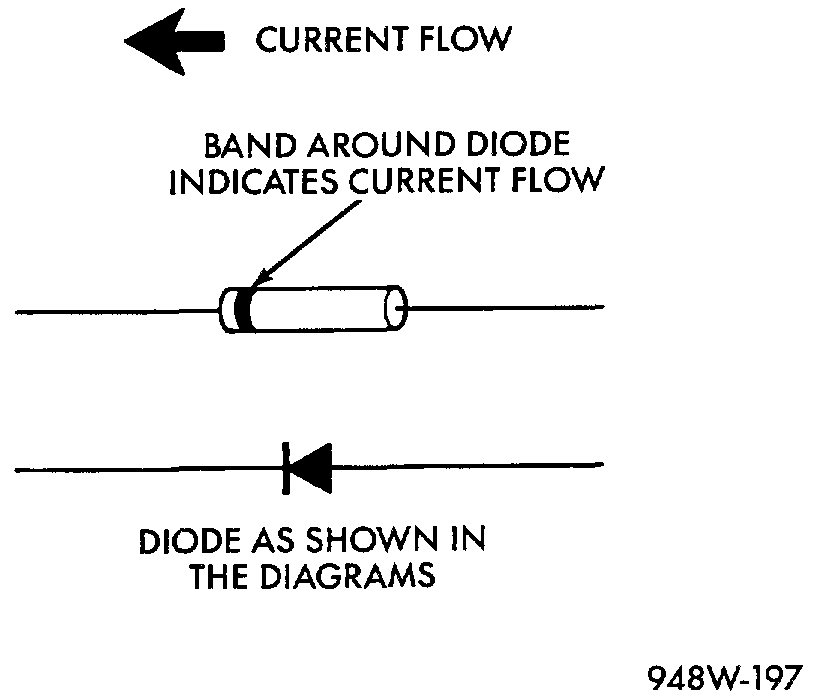 CURRENT FLOW
BAND AROUND DIODE
INDICATES CURRENT FLOW
DIODE AS SHOWN IN
THE DIAGRAMS
948W-197